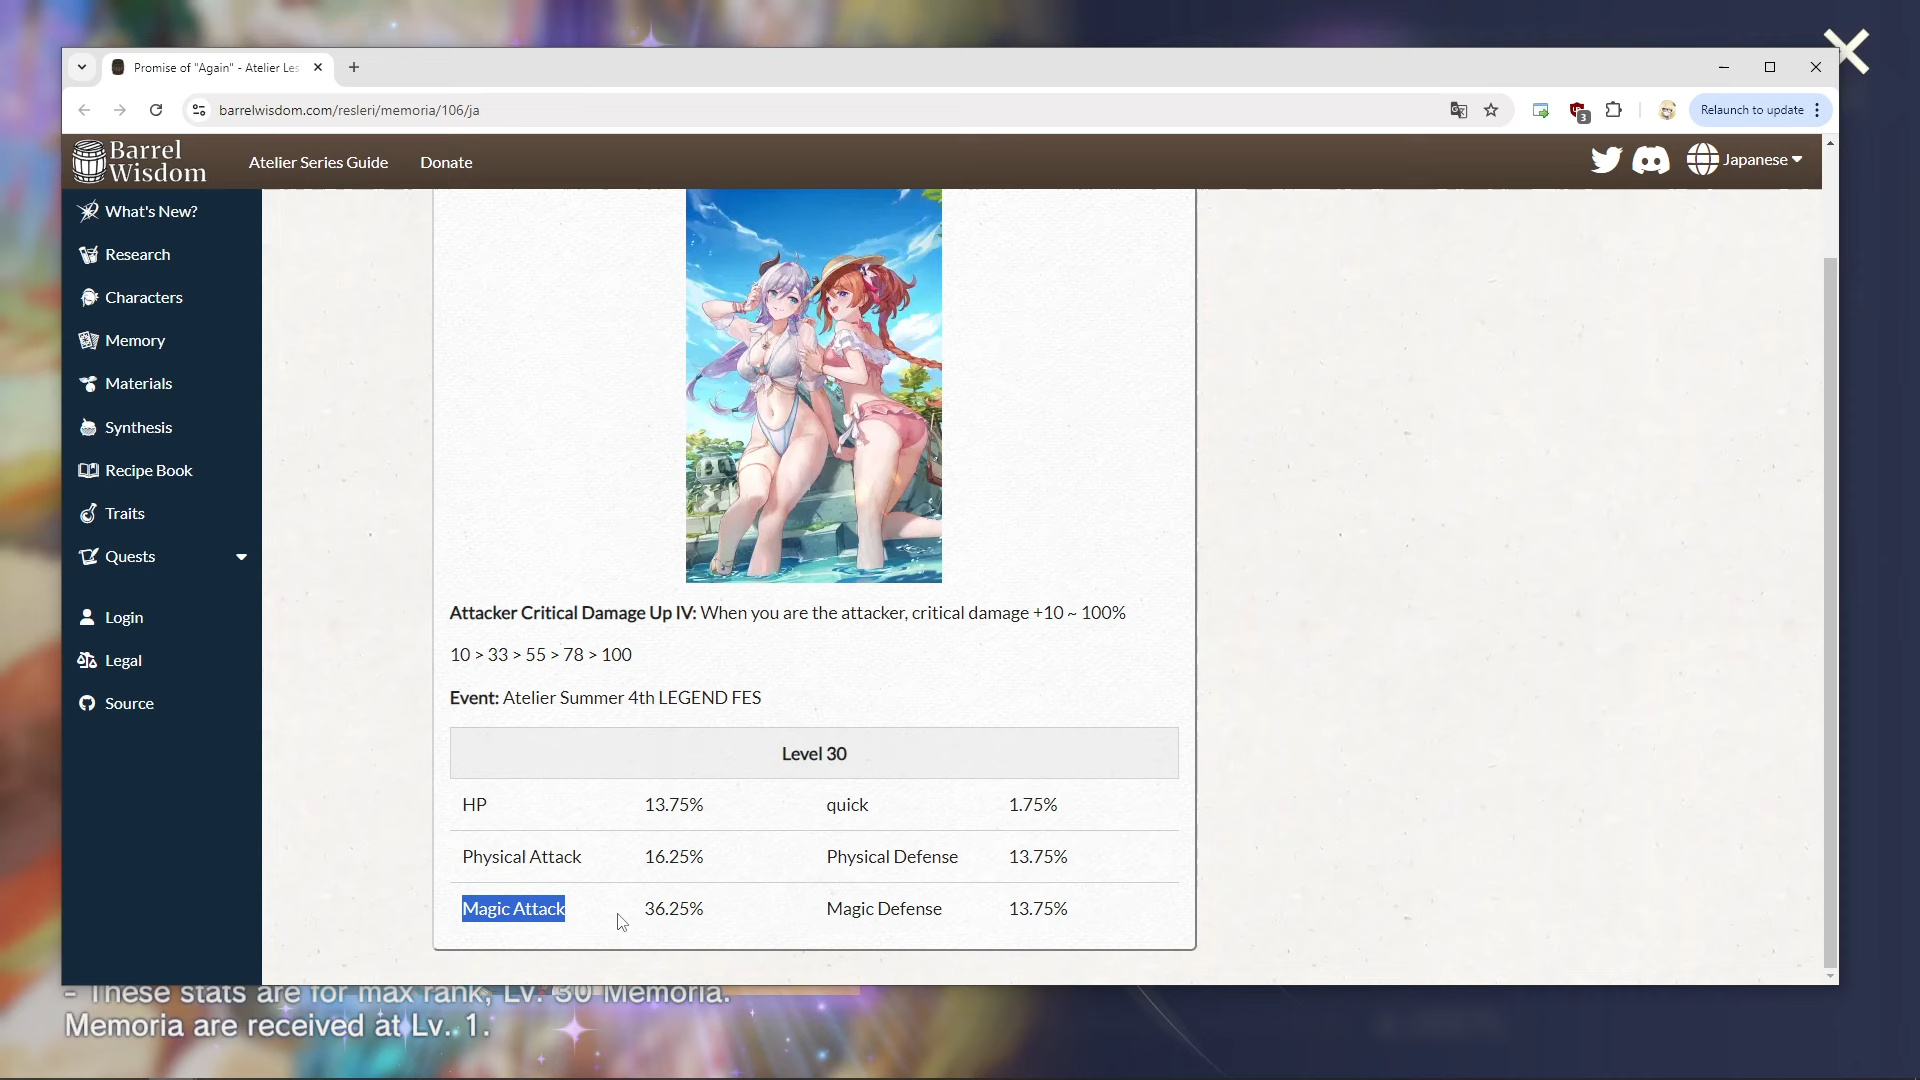 Promise of "Again" - Atelier Les
barrelwisdom.com/resleri/memoria/106/ja
3
Relaunch to update
Barrel
Wisdom
Atelier Series Guide
Donate
Japanese
What's New?
Research
Characters
Memory
Materials
Synthesis
Recipe Book
Traits
Quests
Login
Legal
Source
Attacker Critical Damage Up IV: When you are the attacker, critical damage +10 ~ 100%
10 > 33 > 55 > 78 > 100
Event: Atelier Summer 4th LEGEND FES
Level 30
HP 13.75% quick 1.75%
Physical Attack 16.25% Physical Defense 13.75%
Magic Attack 36.25% Magic Defense 13.75%
- These stats are for max rank, Lv. 30 Memoria.
Memoria are received at Lv. 1.